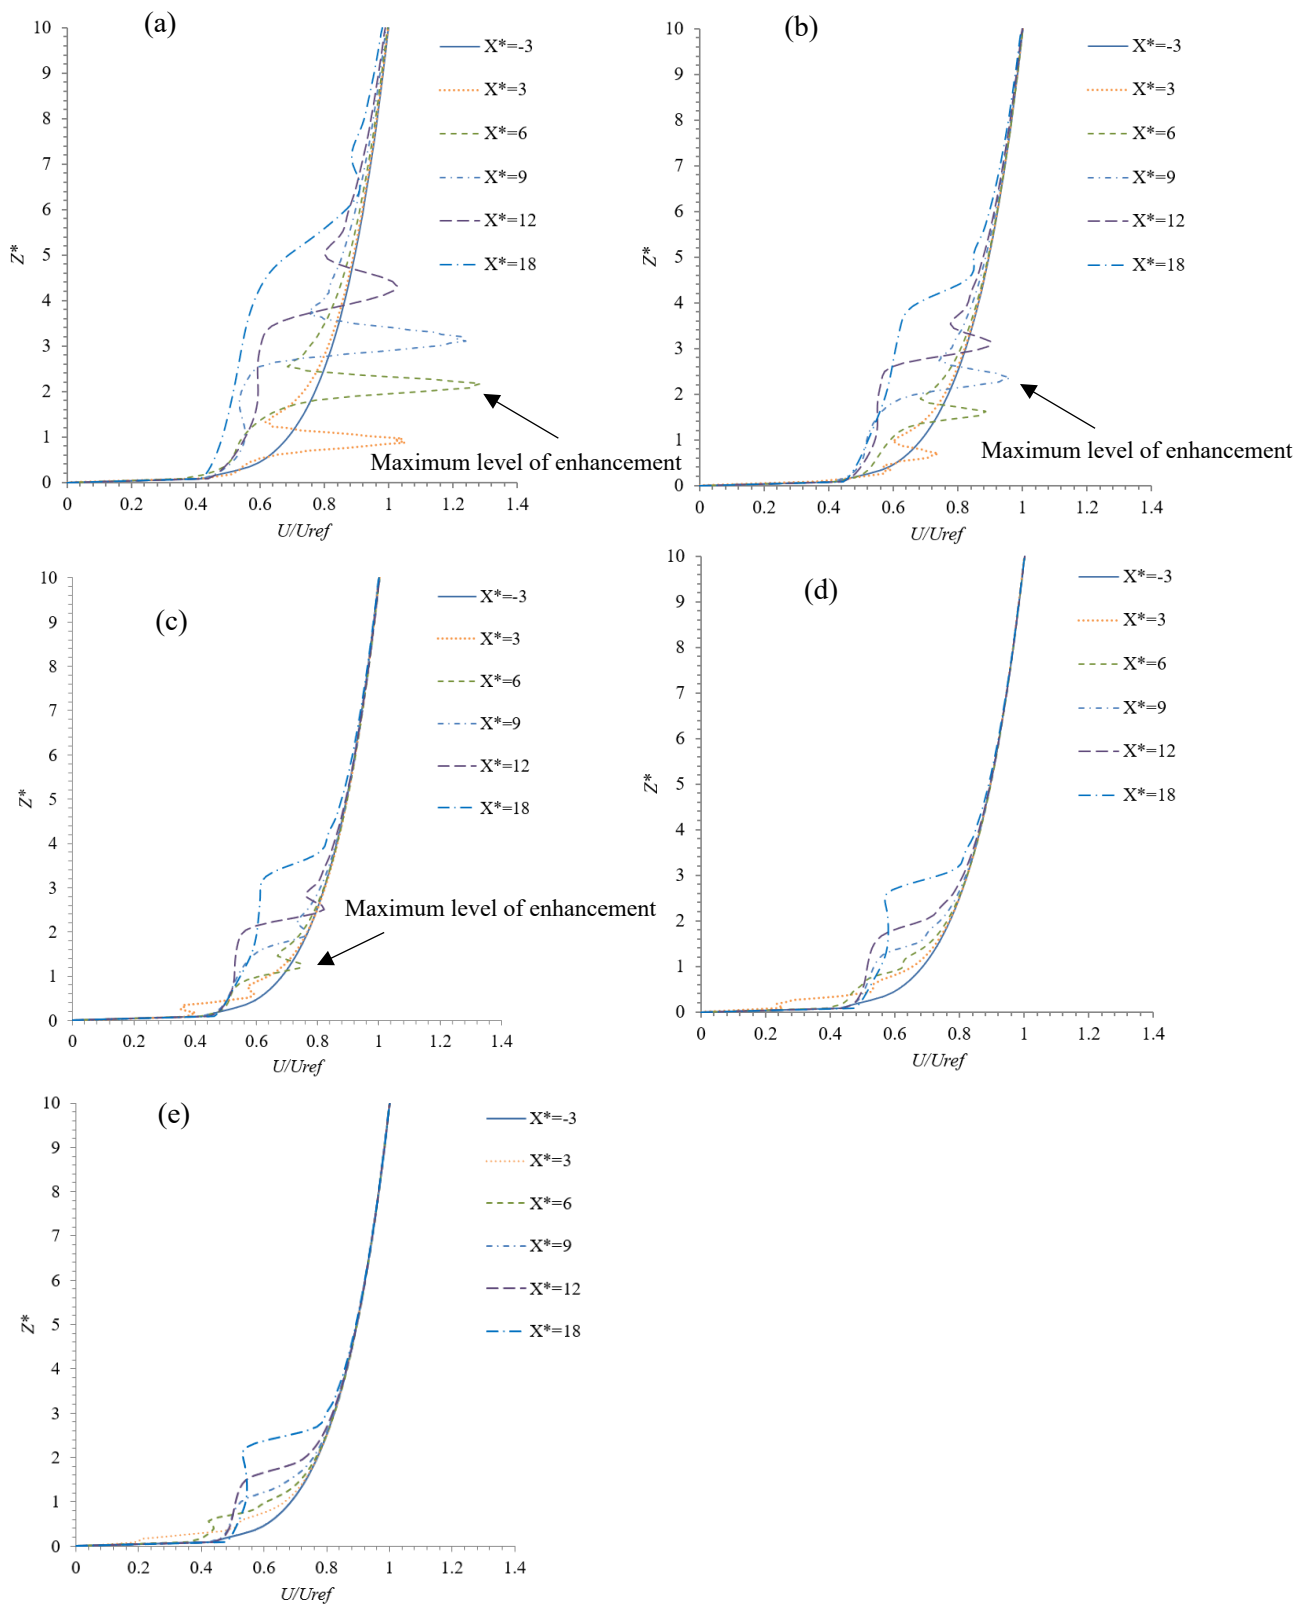 (a)
10
9
8
7
6
5
4
3
2
1
0
Z*
0 0.2 0.4 0.6 0.8 1 1.2 1.4
U/Uref
X*=-3
X*=3
X*=6
X*=9
X*=12
X*=18
Maximum level of enhancement
(b)
10
9
8
7
6
5
4
3
2
1
0
Z*
0 0.2 0.4 0.6 0.8 1 1.2 1.4
U/Uref
X*=-3
X*=3
X*=6
X*=9
X*=12
X*=18
Maximum level of enhancement
(c)
10
9
8
7
6
5
4
3
2
1
0
Z*
0 0.2 0.4 0.6 0.8 1 1.2 1.4
U/Uref
X*=-3
X*=3
X*=6
X*=9
X*=12
X*=18
Maximum level of enhancement
(d)
10
9
8
7
6
5
4
3
2
1
0
Z*
0 0.2 0.4 0.6 0.8 1 1.2 1.4
U/Uref
X*=-3
X*=3
X*=6
X*=9
X*=12
X*=18
(e)
10
9
8
7
6
5
4
3
2
1
0
Z*
0 0.2 0.4 0.6 0.8 1 1.2 1.4
U/Uref
X*=-3
X*=3
X*=6
X*=9
X*=12
X*=18